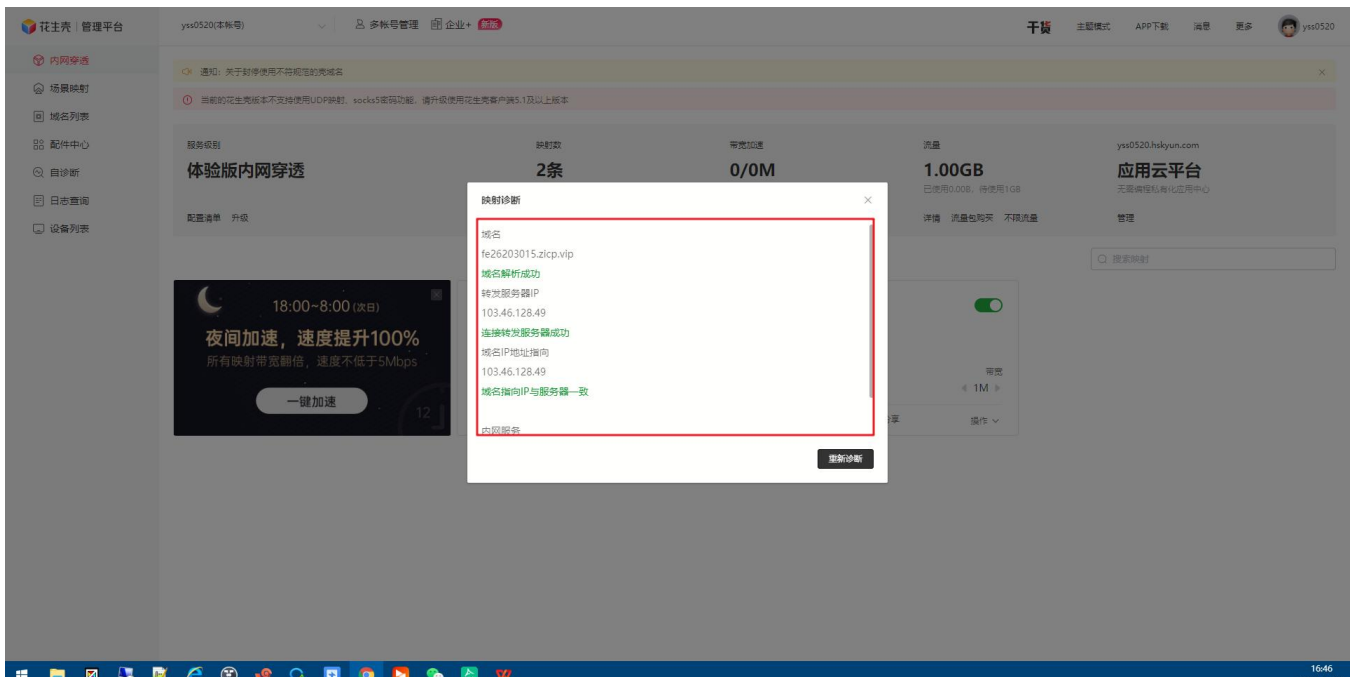 花生壳 管理平台
yss0520(本帐号)
多帐号管理
企业+
新版
干货
主题模式
APP下载
消息
更多
yss0520
内网穿透
场景映射
域名列表
配件中心
自诊断
日志查询
设备列表
通知：关于封停使用不符规范的壳域名
当前的花生壳版本不支持使用UDP映射、socks5密码功能，请升级使用花生壳客户端5.1及以上版本
服务级别
体验版内网穿透
配置清单 升级
映射数
2条
带宽加速
0/0M
流量
1.00GB
已使用0.00B，待使用1GB
详情 流量包购买 不限流量
yss0520.hskyun.com
应用云平台
无需编程私有化应用中心
管理
搜索映射
18:00~8:00 (次日)
夜间加速，速度提升100%
所有映射带宽翻倍，速度不低于5Mbps
一键加速
12
映射诊断
域名
fe26203015.zicp.vip
域名解析成功
转发服务器IP
103.46.128.49
连接转发服务器成功
域名IP地址指向
103.46.128.49
域名指向IP与服务器一致
内网服务
重新诊断
带宽
1M
享
操作
16:46